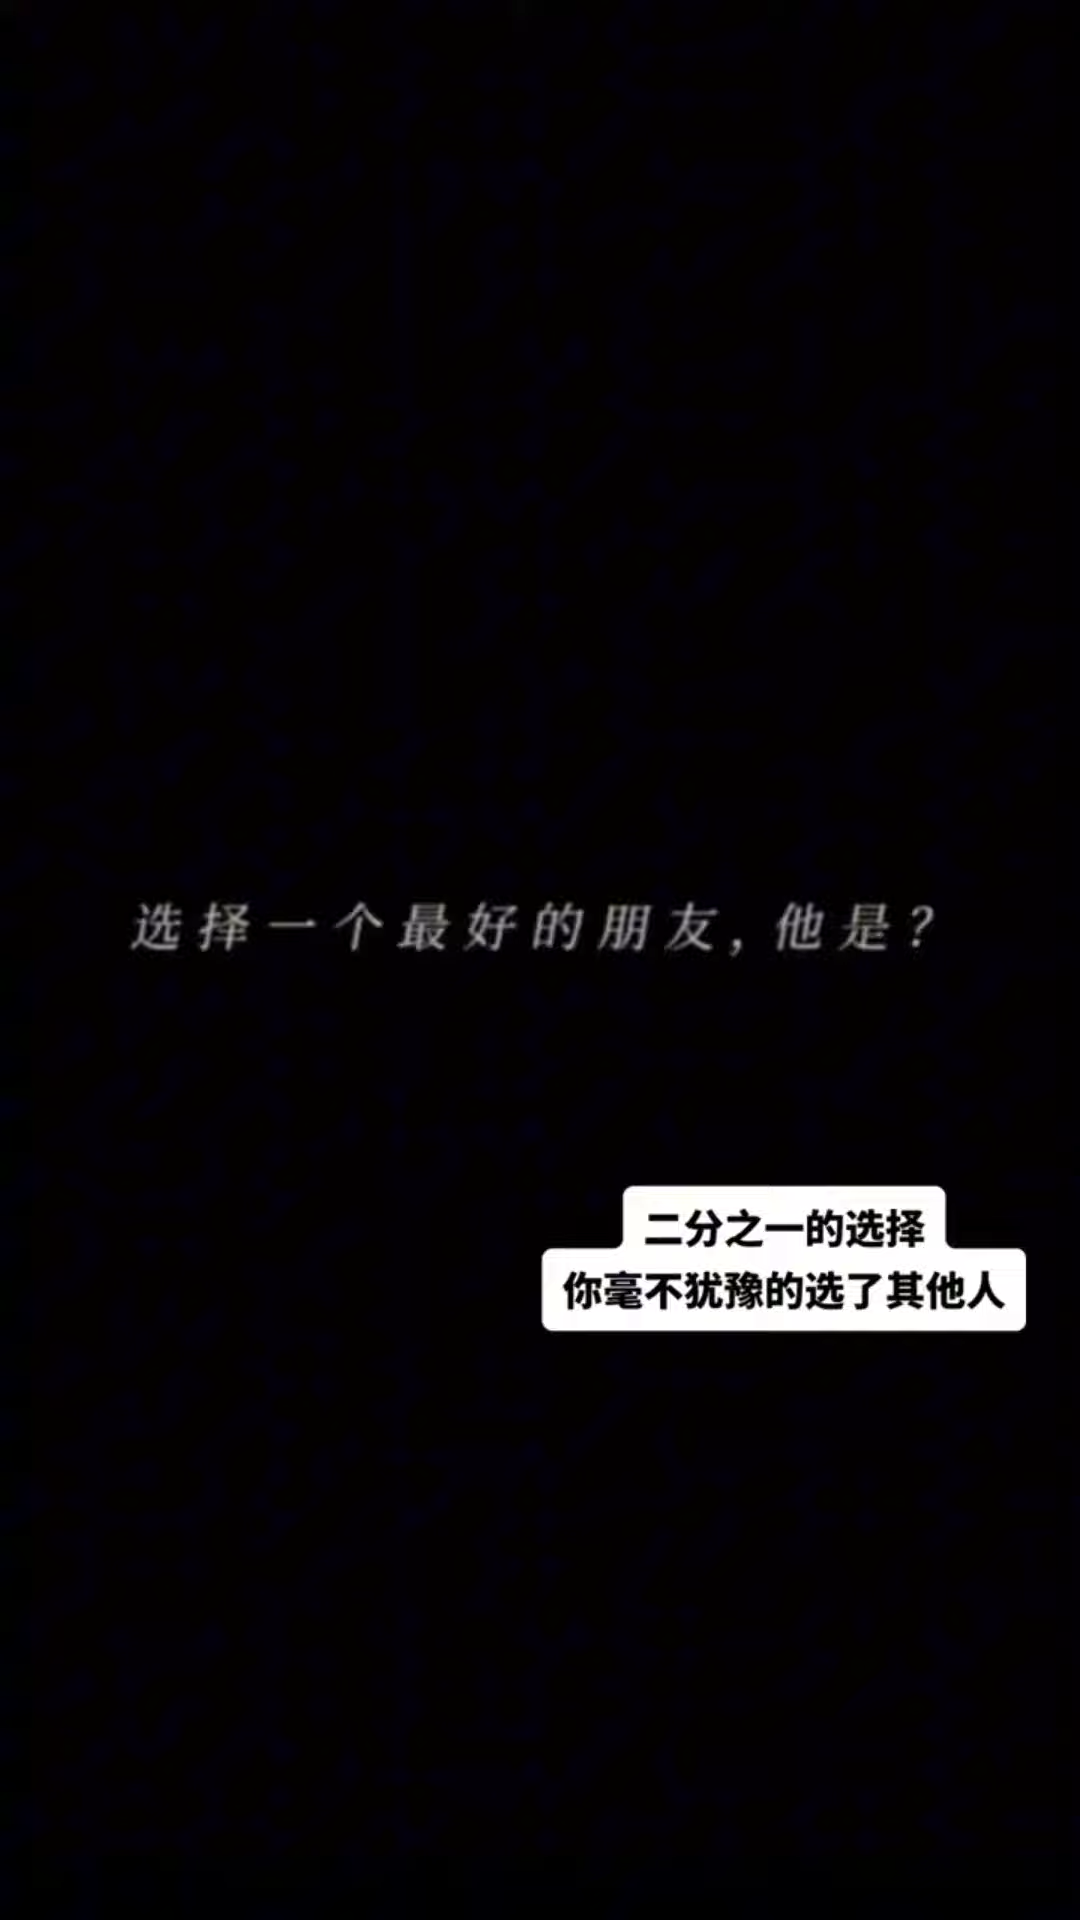 选择一个最好的朋友，他是？
二分之一的选择
你毫不犹豫的选了其他人